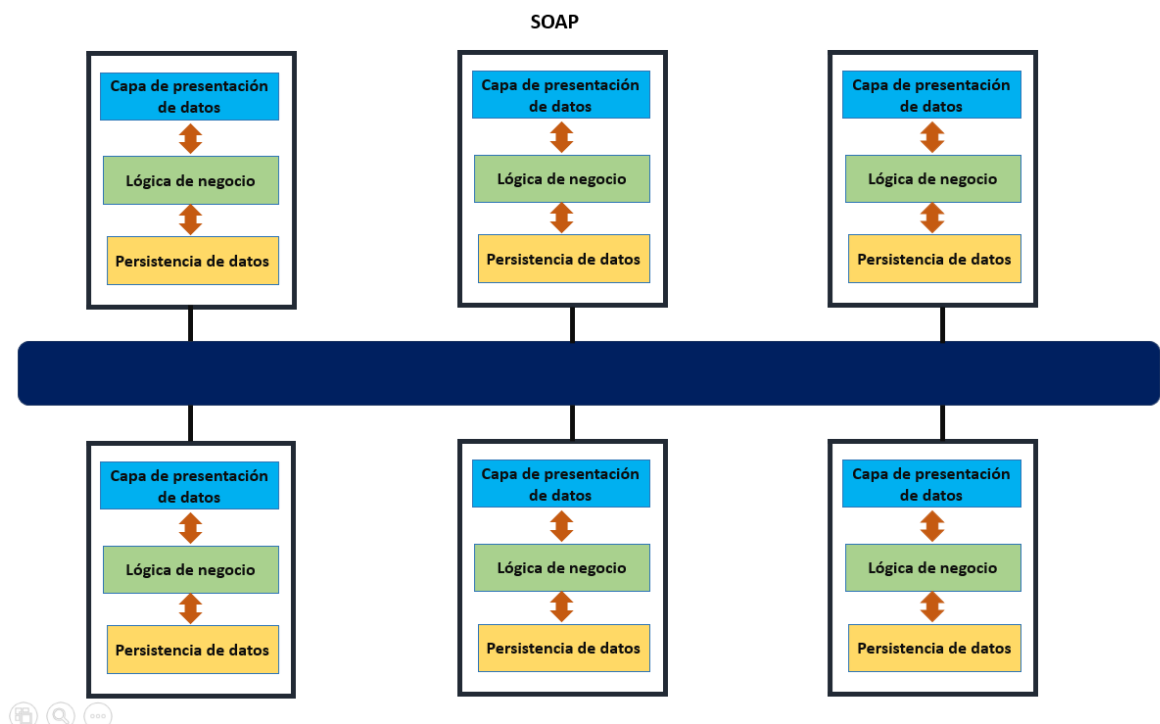 SOAP
Capa de presentación
de datos
Lógica de negocio
Persistencia de datos
Capa de presentación
de datos
Lógica de negocio
Persistencia de datos
Capa de presentación
de datos
Lógica de negocio
Persistencia de datos
Capa de presentación
de datos
Lógica de negocio
Persistencia de datos
Capa de presentación
de datos
Lógica de negocio
Persistencia de datos
Capa de presentación
de datos
Lógica de negocio
Persistencia de datos